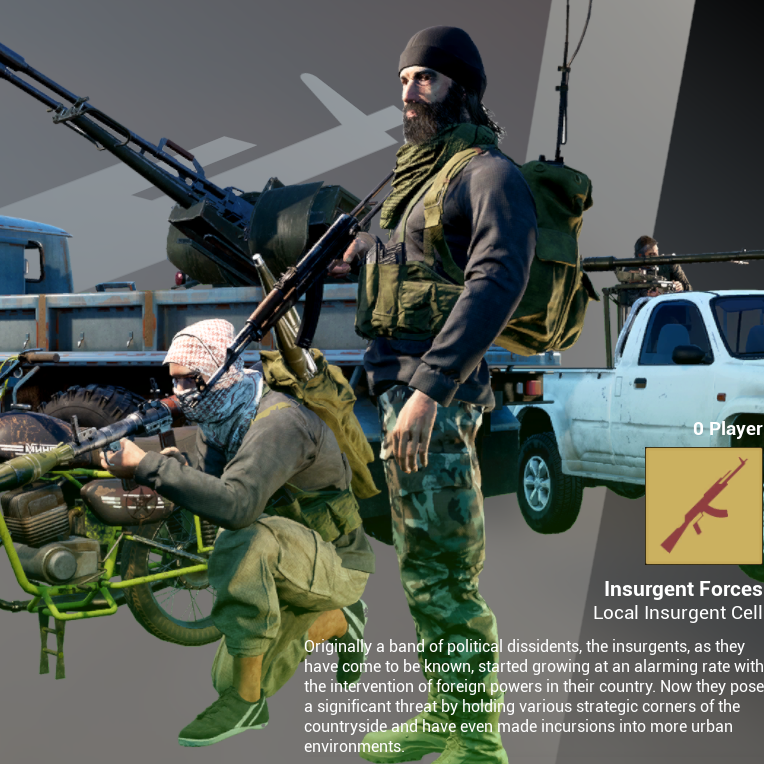 0 Player
Insurgent Forces
Local Insurgent Cell
Originally a band of political dissidents, the insurgents, as they
have come to be known, started growing at an alarming rate with
the intervention of foreign powers in their country. Now they pose
a significant threat by holding various strategic corners of the
countryside and have even made incursions into more urban
environments.